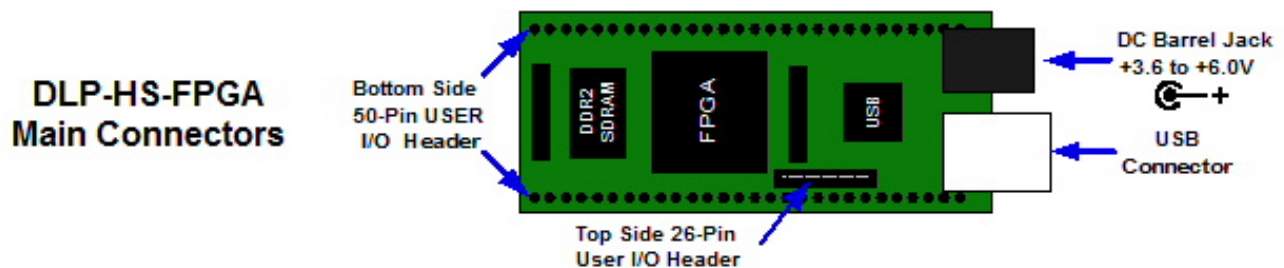 DLP-HS-FPGA
Main Connectors
Bottom Side
50-Pin USER
I/O Header
DDR2
SDRAM
FPGA
USB
DC Barrel Jack
+3.6 to +6.0V
+
USB
Connector
Top Side 26-Pin
User I/O Header